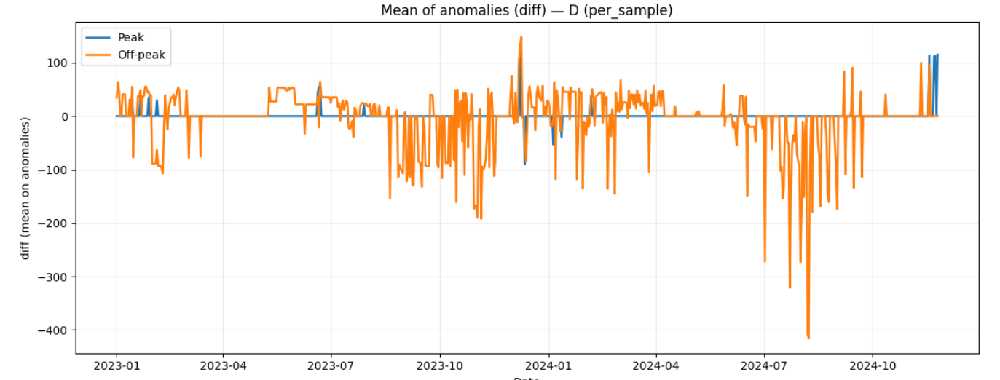 Mean of anomalies (diff) — D (per_sample)
Peak
Off-peak
diff (mean on anomalies)
100
0
−100
−200
−300
−400
2023-01 2023-04 2023-07 2023-10 2024-01 2024-04 2024-07 2024-10